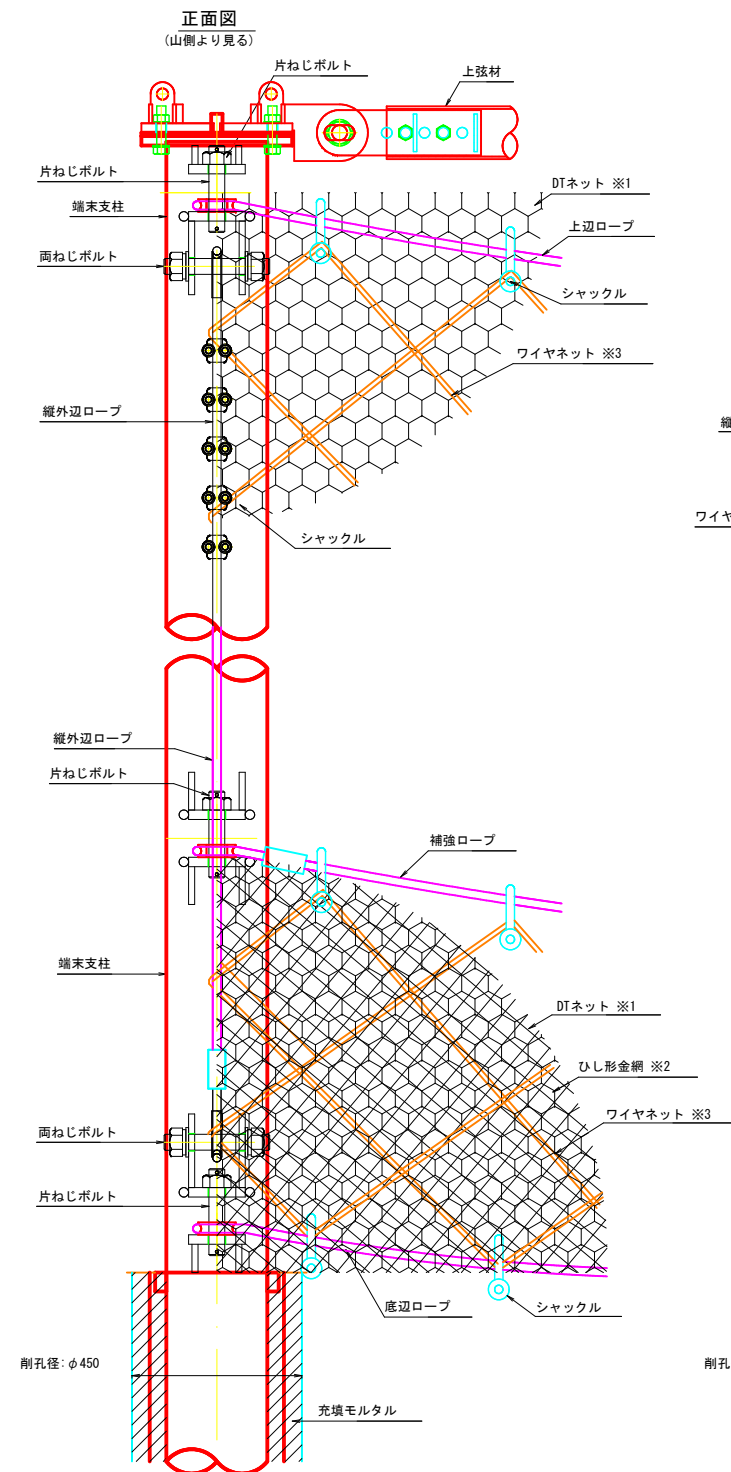 正面図
(山側より見る)
片ねじボルト
上弦材
片ねじボルト
DTネット ※1
端末支柱
上辺ロープ
両ねじボルト
シャックル
ワイヤネット ※3
縦外辺ロープ
縦
ワイヤ
シャックル
縦外辺ロープ
片ねじボルト
補強ロープ
端末支柱
DTネット ※1
ひし形金網 ※2
ワイヤネット ※3
両ねじボルト
片ねじボルト
底辺ロープ
シャックル
削孔径:φ450
削孔
充填モルタル